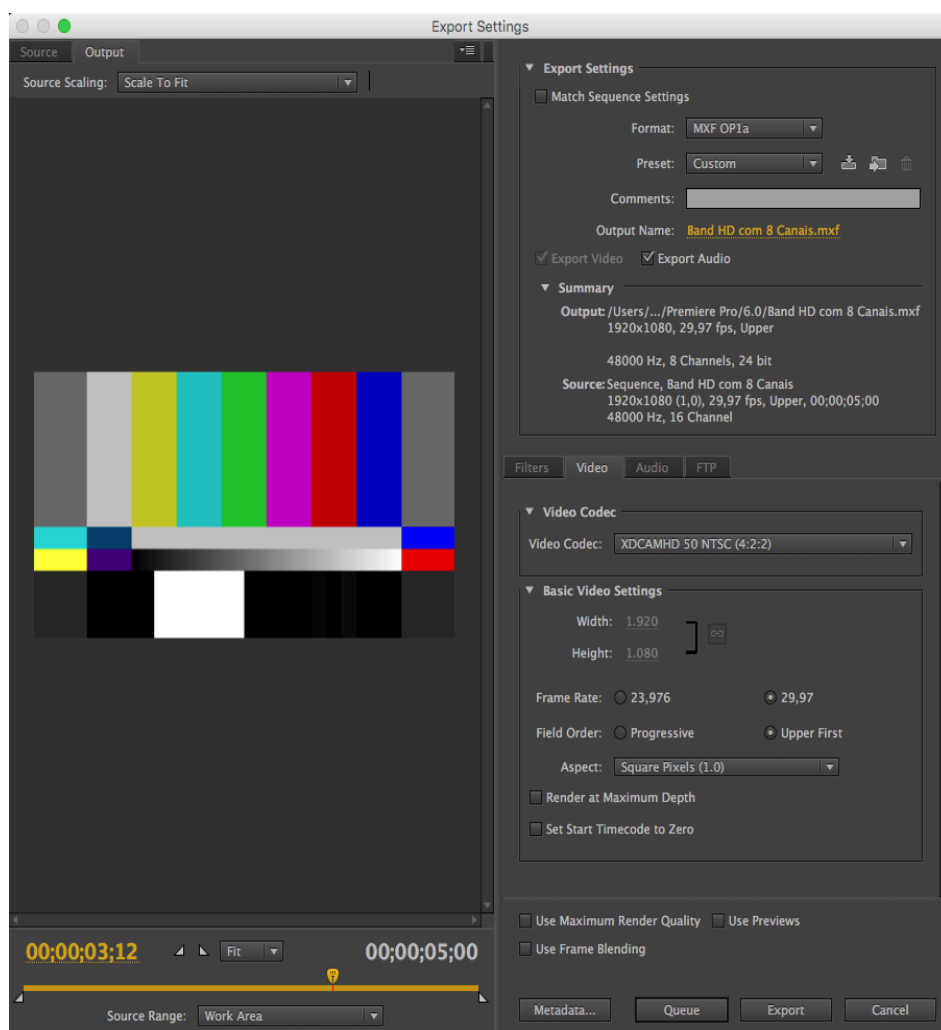 Export Settings
Source Output
Source Scaling: Scale To Fit
Export Settings
Match Sequence Settings
Format: MXF OP1a
Preset: Custom
Comments:
Output Name: Band HD com 8 Canais.mxf
Export Video Export Audio
Summary
Output: /Users/.../Premiere Pro/6.0/Band HD com 8 Canais.mxf
1920x1080, 29,97 fps, Upper
48000 Hz, 8 Channels, 24 bit
Source: Sequence, Band HD com 8 Canais
1920x1080 (1,0), 29,97 fps, Upper, 00;00;05;00
48000 Hz, 16 Channel
Filters Video Audio FTP
Video Codec
Video Codec: XDCAMHD 50 NTSC (4:2:2)
Basic Video Settings
Width: 1.920
Height: 1.080
Frame Rate: 23,976 29,97
Field Order: Progressive Upper First
Aspect: Square Pixels (1.0)
Render at Maximum Depth
Set Start Timecode to Zero
Use Maximum Render Quality Use Previews
Use Frame Blending
00;00;03;12 Fit 00;00;05;00
Source Range: Work Area
Metadata... Queue Export Cancel